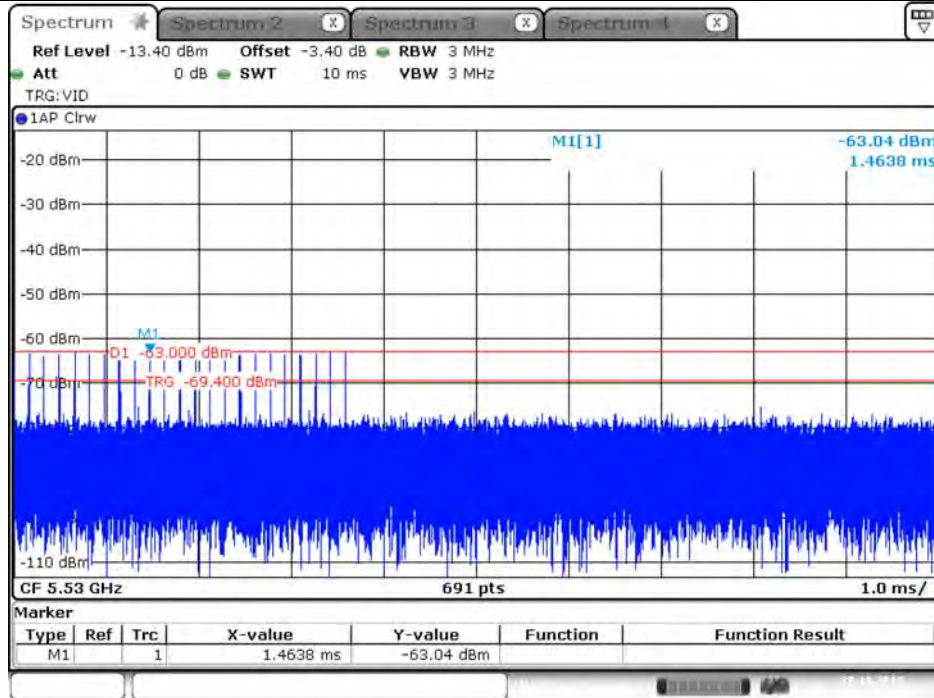 Spectrum Spectrum 2 X Spectrum 3 X Spectrum 4 X
Ref Level -13.40 dBm Offset -3.40 dB RBW 3 MHz
Att 0 dB SWT 10 ms VBW 3 MHz
TRG:VID
1AP Clrw
M1[1] -63.04 dBm
1.4638 ms
-20 dBm
-30 dBm
-40 dBm
-50 dBm
-60 dBm
M1
D1 -63.000 dBm
-70 dBm
TRG -69.400 dBm
-110 dBm
CF 5.53 GHz 691 pts 1.0 ms/
Marker
Type Ref Trc X-value Y-value Function Function Result
M1 1 1.4638 ms -63.04 dBm